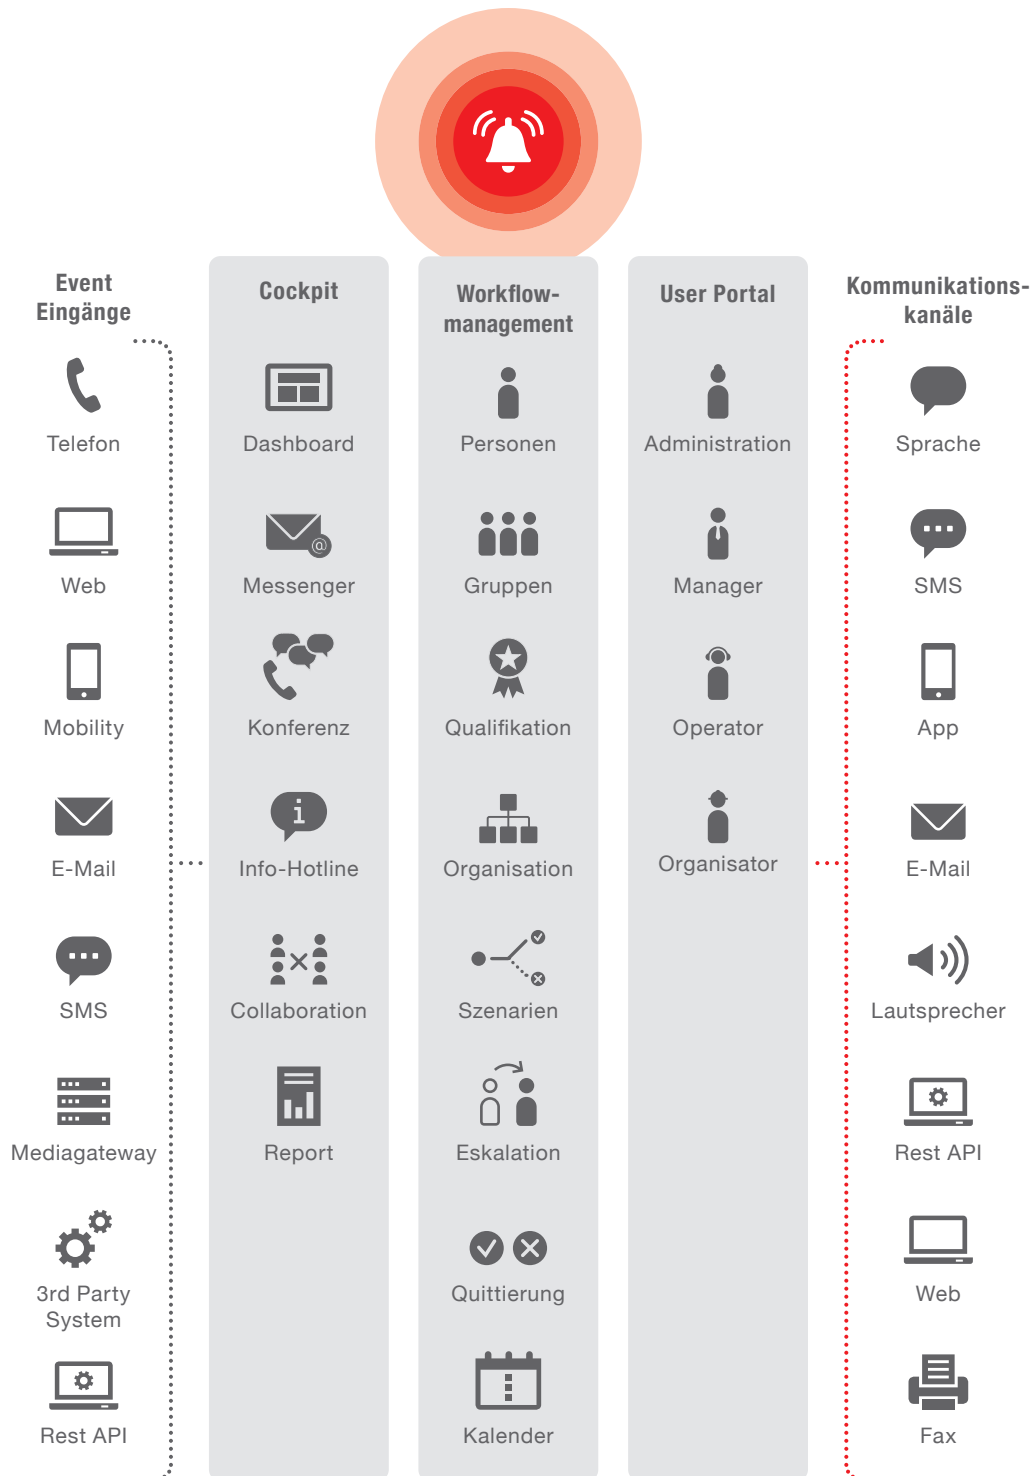 Event
Eingänge
Telefon
Web
Mobility
E-Mail
SMS
Mediagateway
3rd Party
System
Rest API
Cockpit
Dashboard
@
Messenger
Konferenz
i
Info-Hotline
Collaboration
Report
Workflow-
management
Personen
Gruppen
Qualifikation
Organisation
Szenarien
Eskalation
Quittierung
Kalender
User Portal
Administration
Manager
Operator
Organisator
Kommunikations-
kanäle
Sprache
SMS
App
E-Mail
Lautsprecher
Rest API
Web
Fax